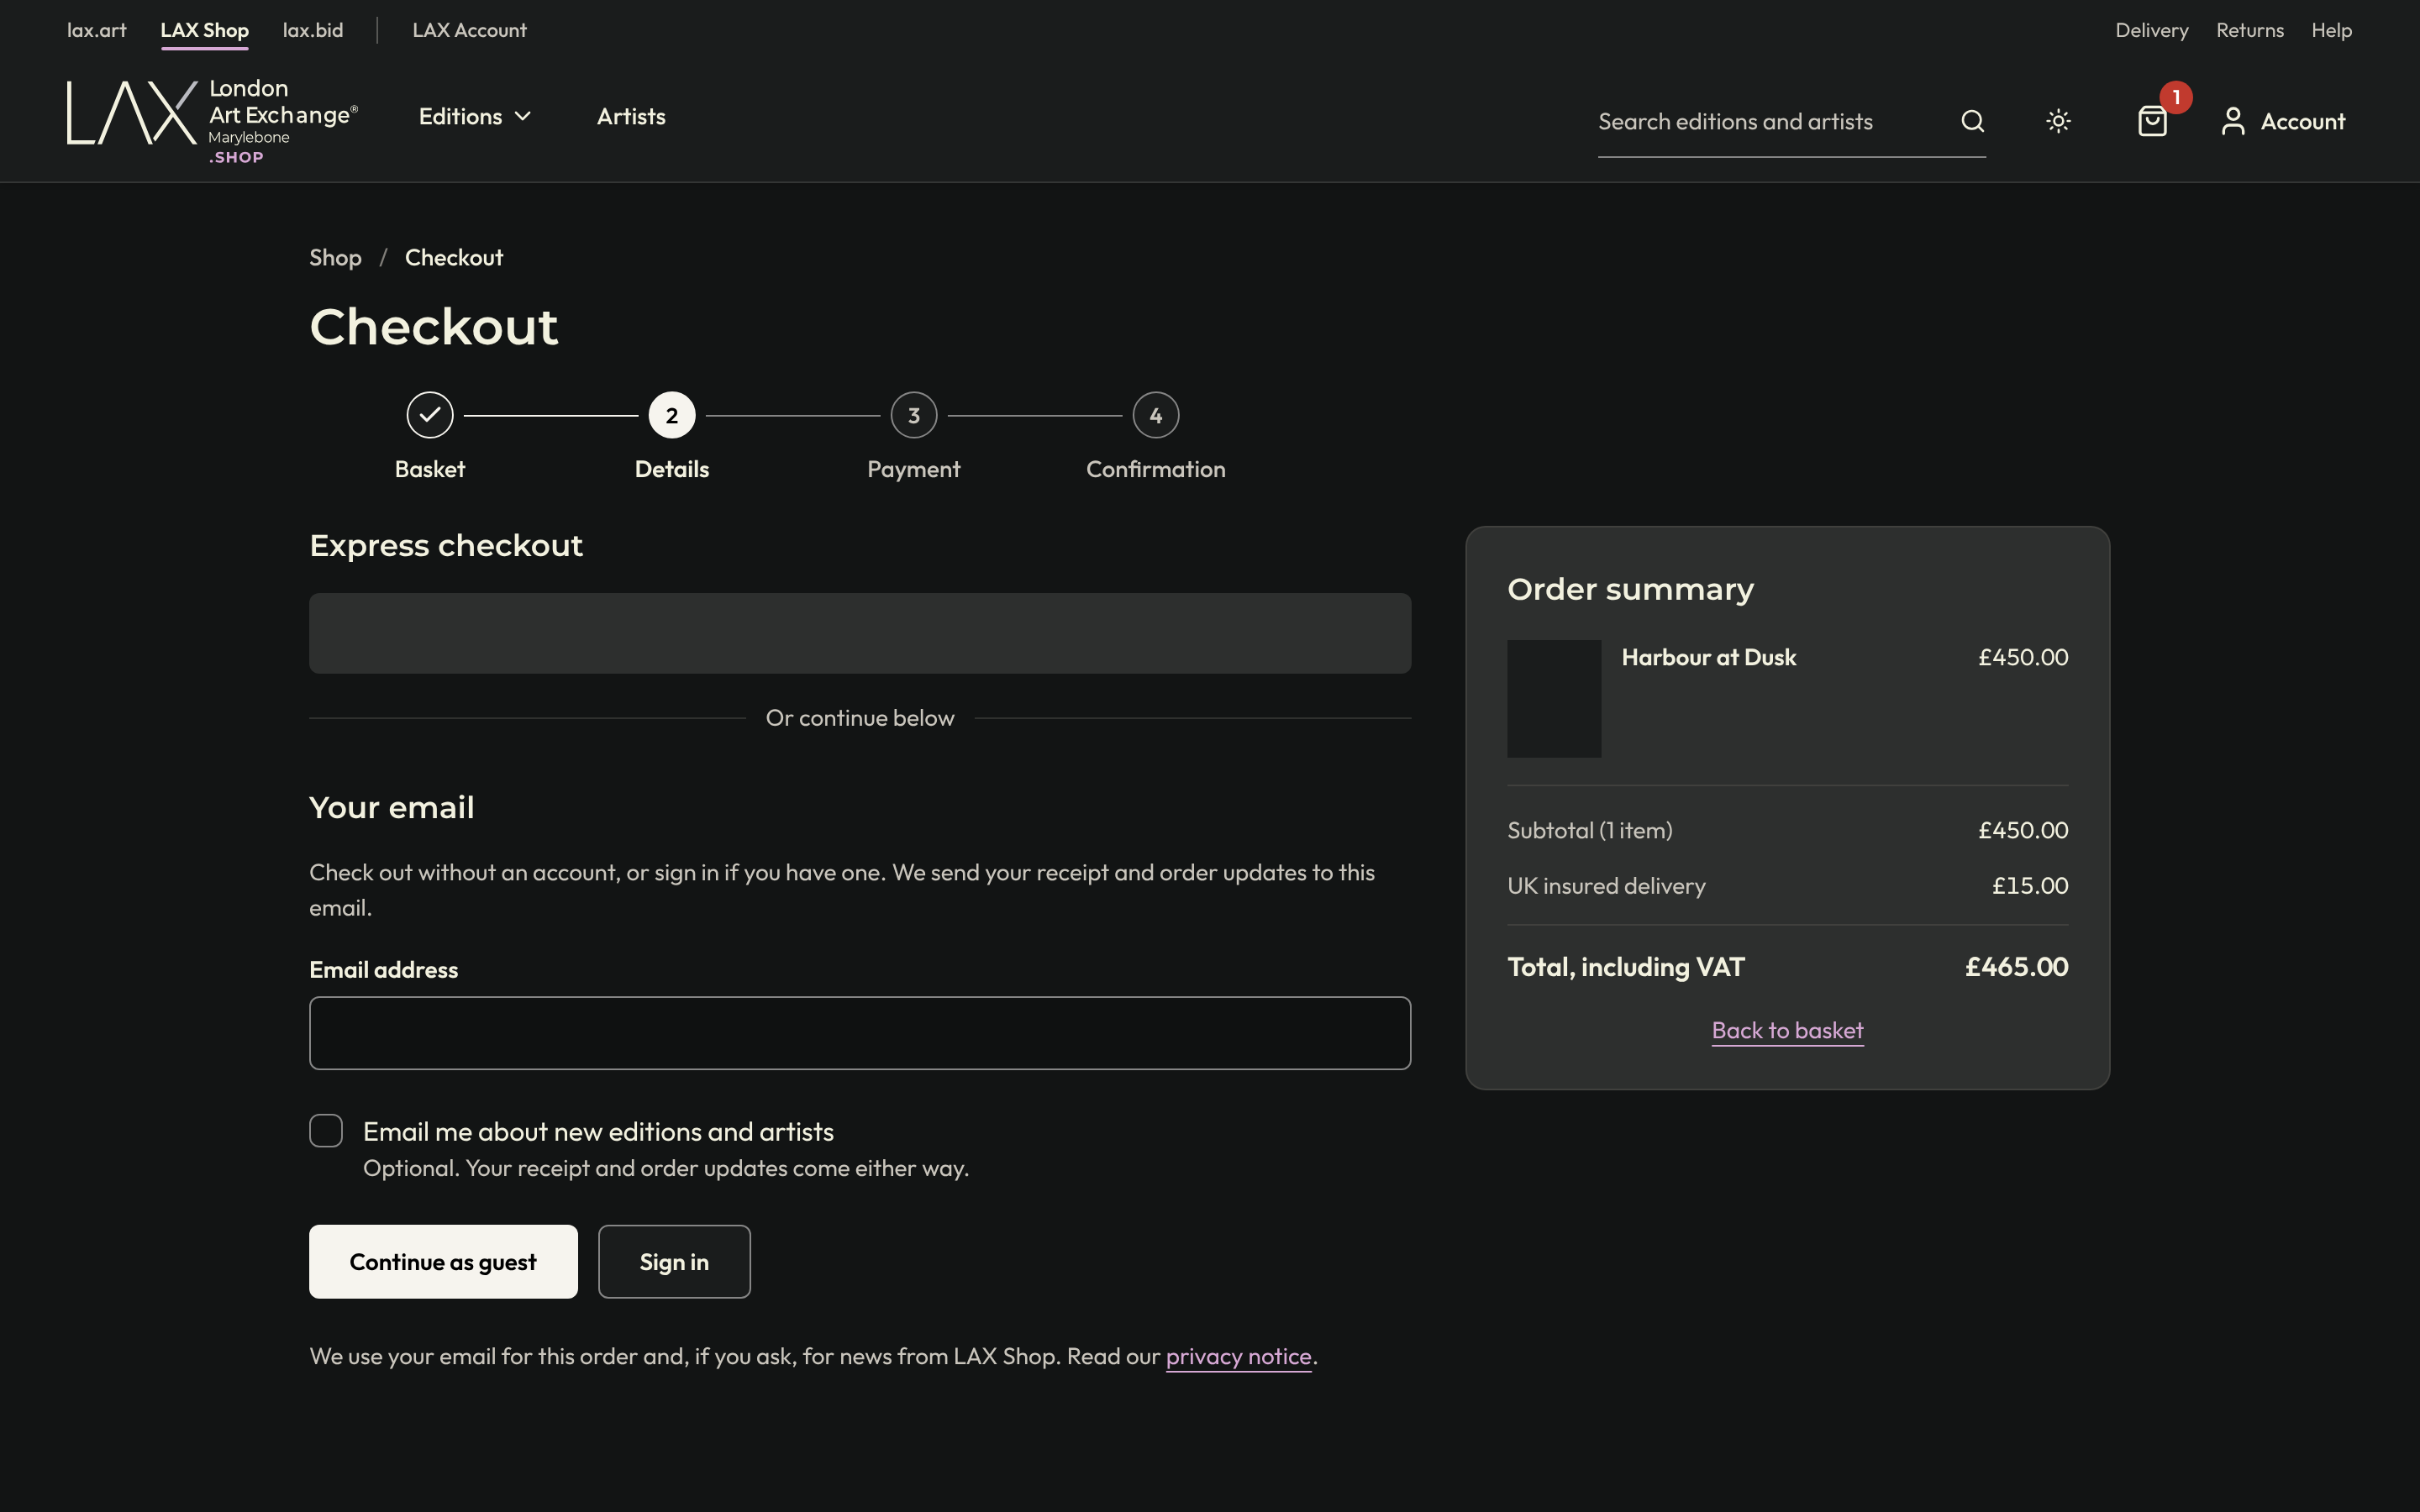 lax.art LAX Shop lax.bid LAX Account Delivery Returns Help
LAX London
Art Exchange®
Marylebone
.SHOP
Editions Artists Search editions and artists 1 Account
Shop / Checkout
Checkout
2 3 4
Basket Details Payment Confirmation
Express checkout
Or continue below
Your email
Check out without an account, or sign in if you have one. We send your receipt and order updates to this
email.
Email address
Email me about new editions and artists
Optional. Your receipt and order updates come either way.
Continue as guest Sign in
We use your email for this order and, if you ask, for news from LAX Shop. Read our privacy notice.
Order summary
Harbour at Dusk £450.00
Subtotal (1 item) £450.00
UK insured delivery £15.00
Total, including VAT £465.00
Back to basket